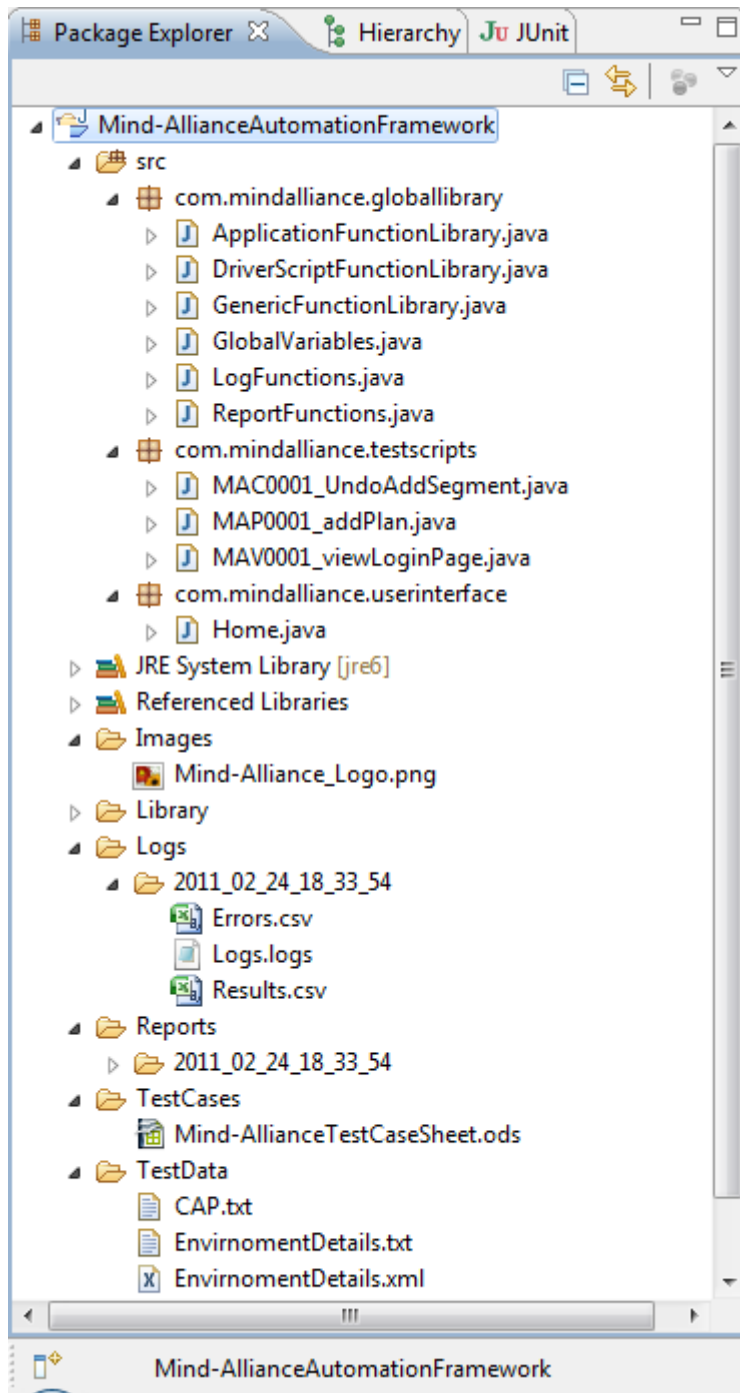 Package Explorer Hierarchy Ju JUnit
Mind-AllianceAutomationFramework
src
com.mindalliance.globallibrary
ApplicationFunctionLibrary.java
DriverScriptFunctionLibrary.java
GenericFunctionLibrary.java
GlobalVariables.java
LogFunctions.java
ReportFunctions.java
com.mindalliance.testscripts
MAC0001_UndoAddSegment.java
MAP0001_addPlan.java
MAV0001_viewLoginPage.java
com.mindalliance.userinterface
Home.java
JRE System Library [jre6]
Referenced Libraries
Images
Mind-Alliance_Logo.png
Library
Logs
2011_02_24_18_33_54
Errors.csv
Logs.logs
Results.csv
Reports
2011_02_24_18_33_54
TestCases
Mind-AllianceTestCaseSheet.ods
TestData
CAP.txt
EnvirnomentDetails.txt
EnvirnomentDetails.xml
Mind-AllianceAutomationFramework